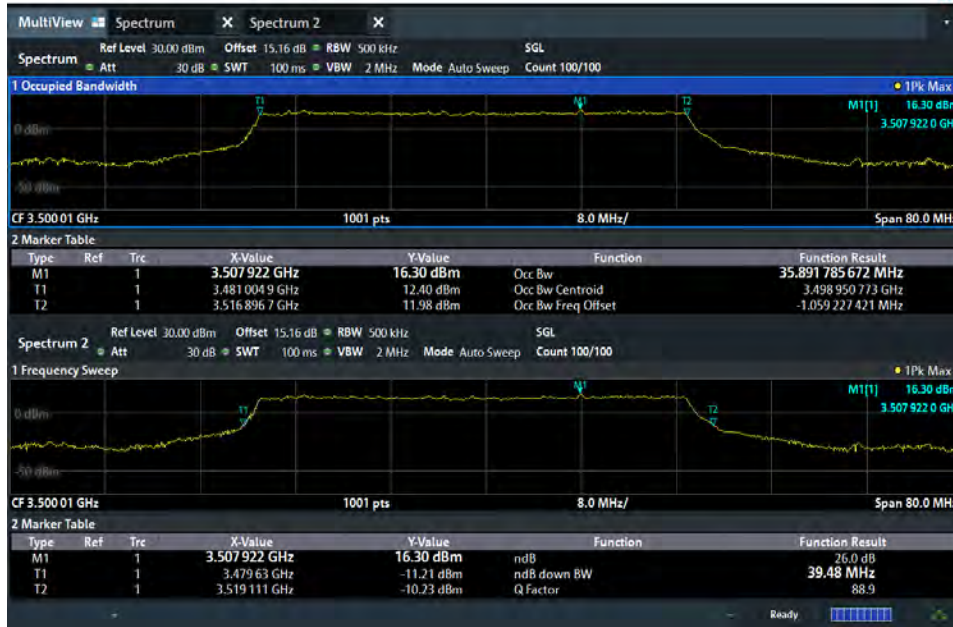 MultiView Spectrum X Spectrum 2 X
Ref Level 30.00 dBm Offset 15.16 dB RBW 500 kHz SGL
Spectrum Att 30 dB SWT 100 ms VBW 2 MHz Mode Auto Sweep Count 100/100
1 Occupied Bandwidth 1Pk Max
T1 M1 T2 M1[1] 16.30 dBm
0 dBm 3.507 922 0 GH
-50 dBm
CF 3.500 01 GHz 1001 pts 8.0 MHz/ Span 80.0 MH
2 Marker Table
Type Ref Trc X-Value Y-Value Function Function Result
M1 1 3.507 922 GHz 16.30 dBm Occ Bw 35.891 785 672 MHz
T1 1 3.481 004 9 GHz 12.40 dBm Occ Bw Centroid 3.498 950 773 GHz
T2 1 3.516 896 7 GHz 11.98 dBm Occ Bw Freq Offset -1.059 227 421 MHz
Ref Level 30.00 dBm Offset 15.16 dB RBW 500 kHz SGL
Spectrum 2 Att 30 dB SWT 100 ms VBW 2 MHz Mode Auto Sweep Count 100/100
1 Frequency Sweep 1Pk Max
M1 M1[1] 16.30 dBm
0 dBm T1 T2 3.507 922 0 GH
-50 dBm
CF 3.500 01 GHz 1001 pts 8.0 MHz/ Span 80.0 MH
2 Marker Table
Type Ref Trc X-Value Y-Value Function Function Result
M1 1 3.507 922 GHz 16.30 dBm ndB 26.0 dB
T1 1 3.479 63 GHz -11.21 dBm ndB down BW 39.48 MHz
T2 1 3.519 111 GHz -10.23 dBm Q Factor 88.9
Ready